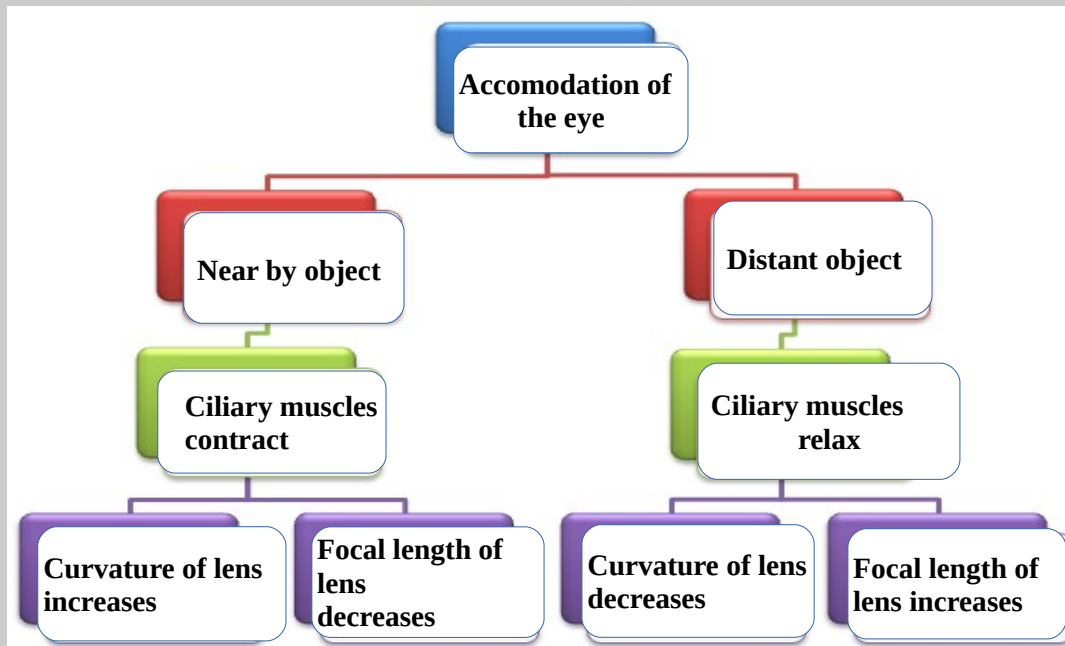 Accomodation of
the eye
Near by object
Distant object
Ciliary muscles
contract
Ciliary muscles
relax
Curvature of lens
increases
Focal length of
lens
decreases
Curvature of lens
decreases
Focal length of
lens increases